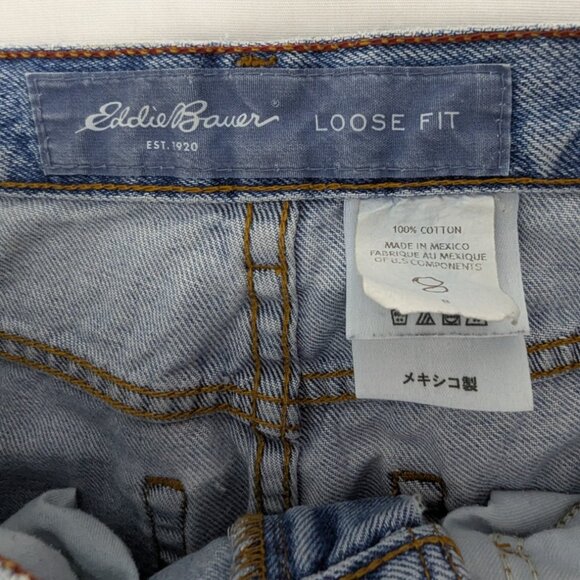 Eddie Bauer®
EST. 1920
LOOSE FIT
100% COTTON
MADE IN MEXICO
FABRIQUE AU MEXIQUE
OF U.S COMPONENTS
メキシコ製